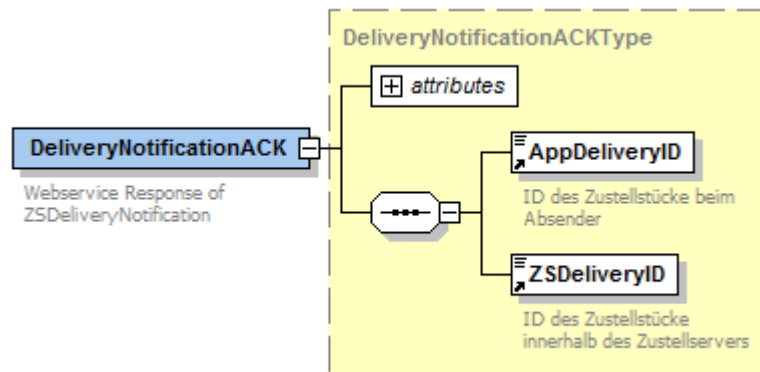 DeliveryNotificationACKType
attributes
DeliveryNotificationACK
Webservice Response of
ZSDeliveryNotification
AppDeliveryID
ID des Zustellstücke beim
Absender
ZSDeliveryID
ID des Zustellstücke
innerhalb des Zustellservers